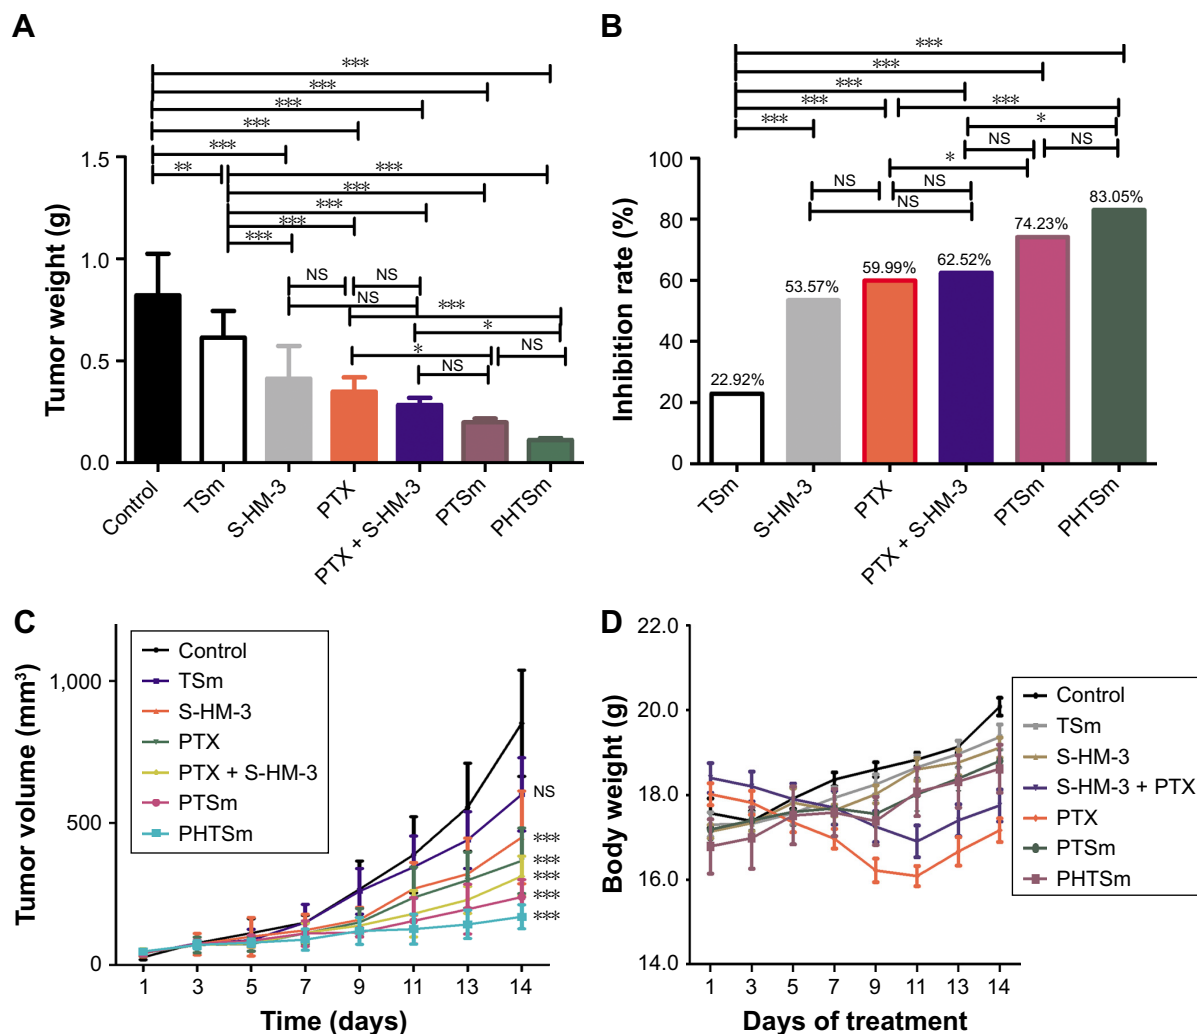 A
***
***
***
***
***
**
***
***
***
***
***
NS
NS
NS
***
*
*
NS
NS
Tumor weight (g)
1.5
1.0
0.5
0.0
Control
TSm
S-HM-3
PTX
PTX + S-HM-3
PTSm
PHTSm
B
***
***
***
***
***
***
*
NS
NS
*
NS
NS
NS
Inhibition rate (%)
100
80
60
40
20
0
22.92%
53.57%
59.99%
62.52%
74.23%
83.05%
TSm
S-HM-3
PTX
PTX + S-HM-3
PTSm
PHTSm
C
Tumor volume (mm³)
1,000
500
0
Control
TSm
S-HM-3
PTX
PTX + S-HM-3
PTSm
PHTSm
NS
***
***
***
***
***
1 3 5 7 9 11 13 14
Time (days)
D
Body weight (g)
22.0
20.0
18.0
16.0
14.0
Control
TSm
S-HM-3
S-HM-3 + PTX
PTX
PTSm
PHTSm
1 3 5 7 9 11 13 14
Days of treatment